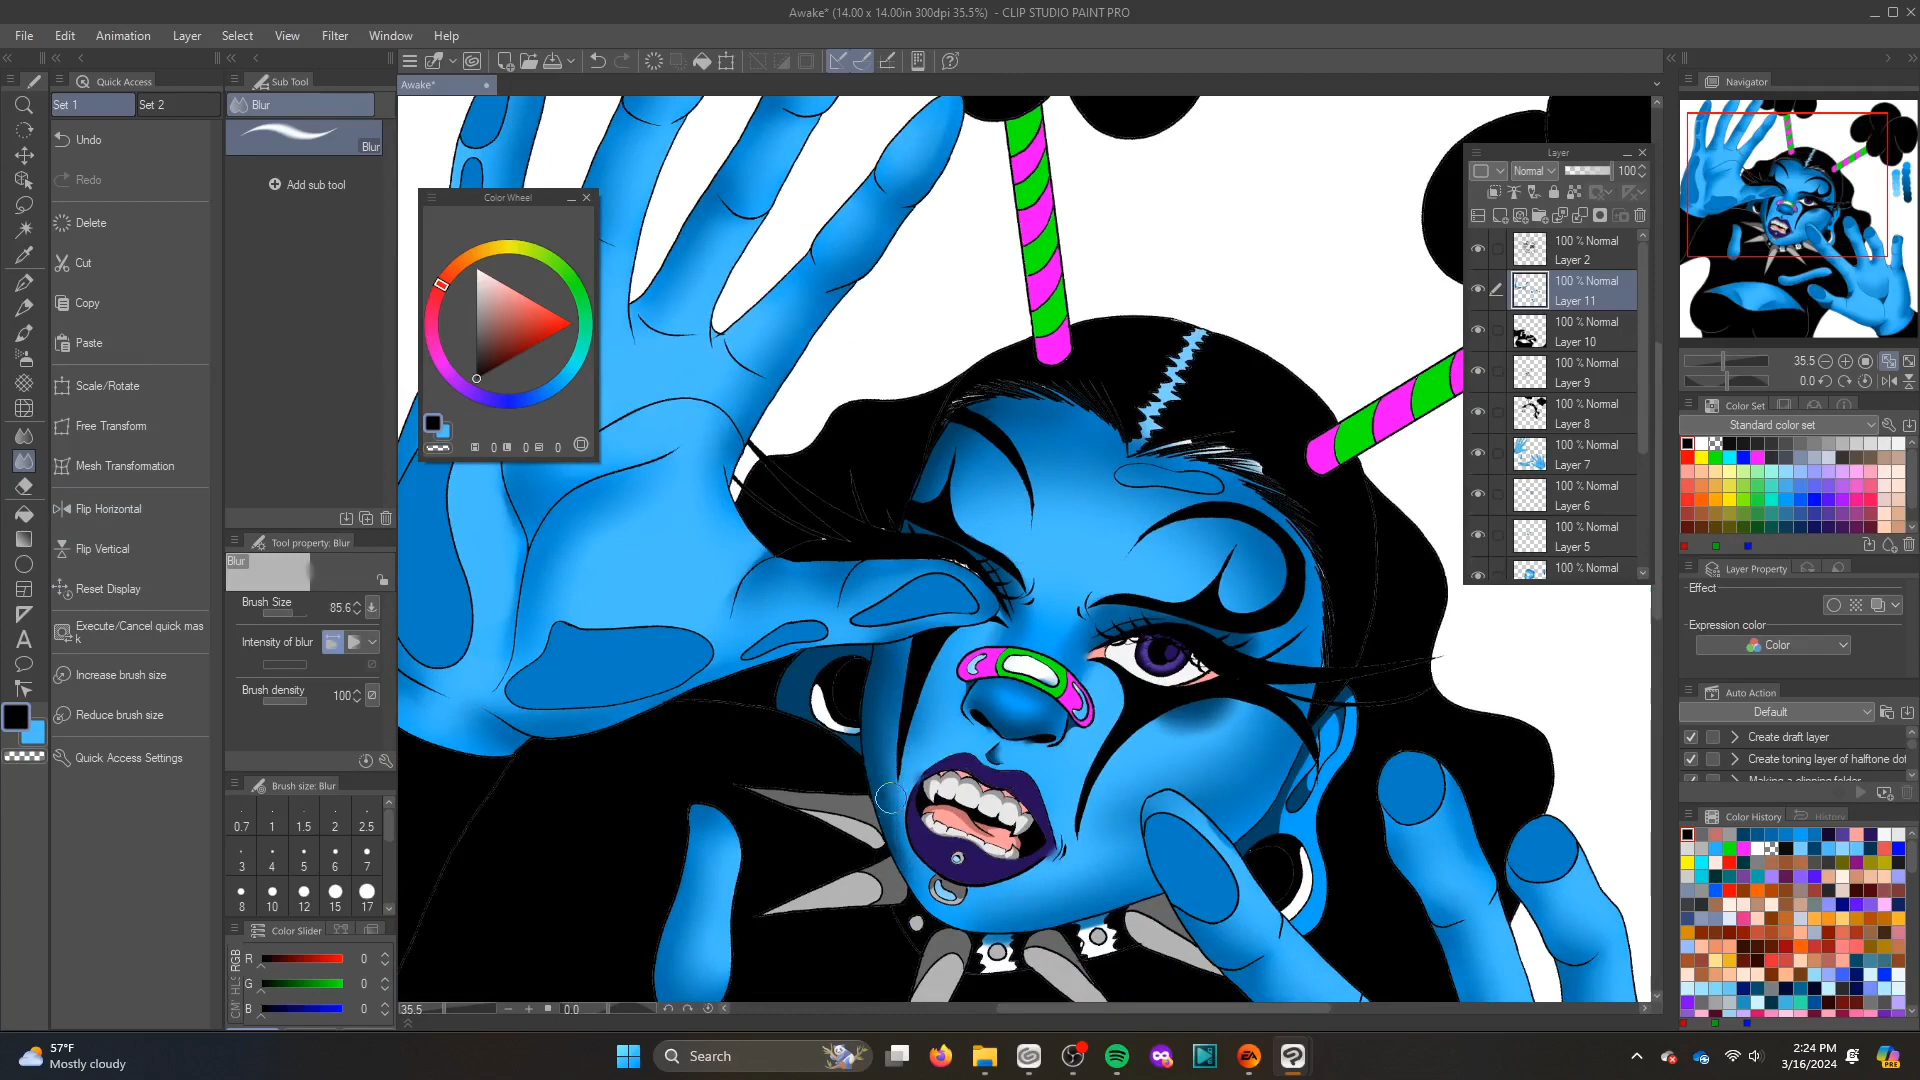 Awake* (14.00 x 14.00in 300dpi 35.5%) - CLIP STUDIO PAINT PRO
File Edit Animation Layer Select View Filter Window Help
Quick Access
Set 1 Set 2
Undo
Redo
Delete
Cut
Copy
Paste
Scale/Rotate
Free Transform
Mesh Transformation
Flip Horizontal
Flip Vertical
Reset Display
Execute/Cancel quick mas
k
Increase brush size
Reduce brush size
Quick Access Settings
Sub Tool
Blur
Blur
Add sub tool
Tool property: Blur
Blur
Brush Size 85.6
Intensity of blur
Brush density 100
Brush size: Blur
0.7 1 1.5 2 2.5
3 4 5 6 7
8 10 12 15 17
Color Slider
RGB
R 0
G 0
B 0
Awake*
Color Wheel
0 0 0
35.5 0.0
Layer
Normal 100
100 % Normal
Layer 2
100 % Normal
Layer 11
100 % Normal
Layer 10
100 % Normal
Layer 9
100 % Normal
Layer 8
100 % Normal
Layer 7
100 % Normal
Layer 6
100 % Normal
Layer 5
100 % Normal
Navigator
35.5
0.0
Color Set
Standard color set
Layer Property
Effect
Expression color
Color
Auto Action
Default
Create draft layer
Create toning layer of halftone dot
Making a clipping folder
Color History History
57°F
Mostly cloudy
Search
2:24 PM
3/16/2024